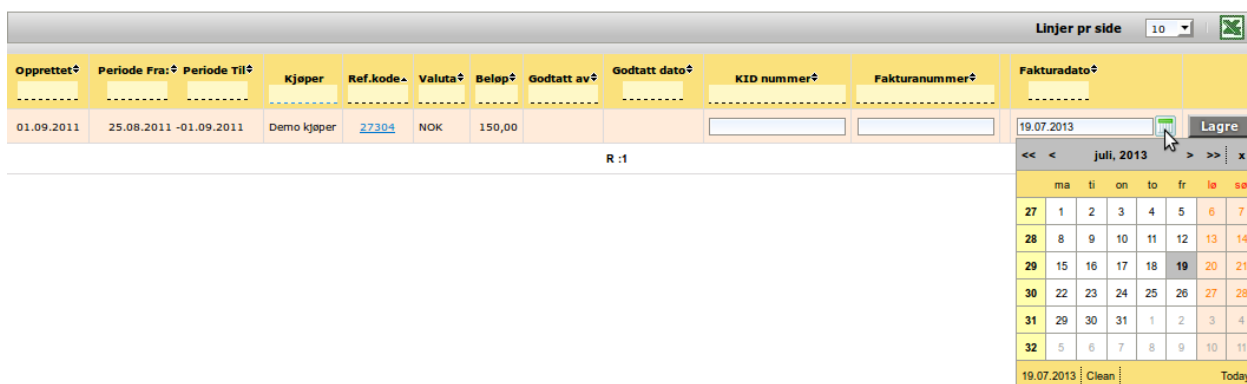 Linjer pr side 10
Opprettet Periode Fra: Periode Til Kjøper Ref.kode Valuta Beløp Godtatt av Godtatt dato KID nummer Fakturanummer Fakturadato
01.09.2011 25.08.2011 -01.09.2011 Demo kjøper 27304 NOK 150,00 19.07.2013 Lagre
R :1
<< < juli, 2013 > >> x
ma ti on to fr lø sø
27 1 2 3 4 5 6 7
28 8 9 10 11 12 13 14
29 15 16 17 18 19 20 21
30 22 23 24 25 26 27 28
31 29 30 31 1 2 3 4
32 5 6 7 8 9 10 11
19.07.2013 Clean Today